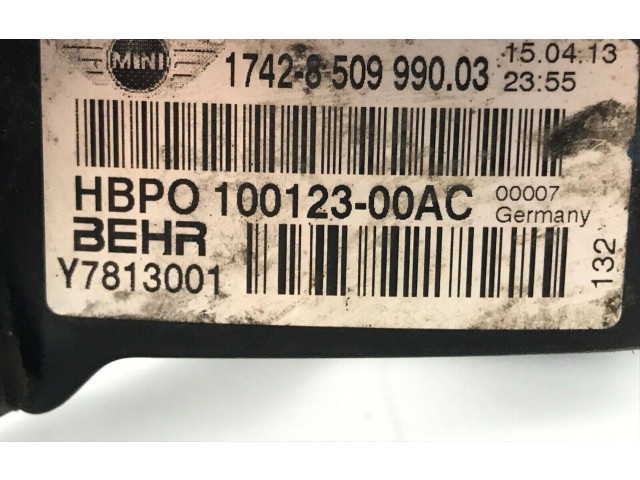 MINI
1742-8 509 990.03
15.04.13
23:55
HBPO 100123-00AC
00007
Germany
BEHR
Y7813001
132